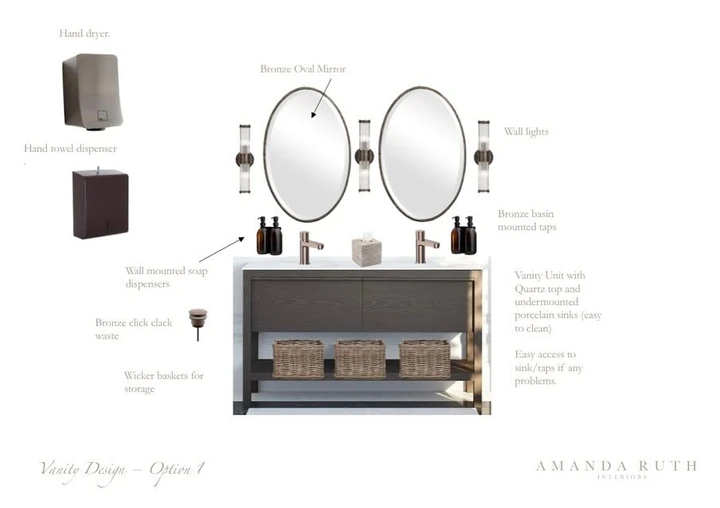 Hand dryer.
Bronze Oval Mirror
Wall lights
Hand towel dispenser
.
Bronze basin
mounted taps
Wall mounted soap
dispensers
Vanity Unit with
Quartz top and
undermounted
porcelain sinks (easy
to clean)
Bronze click clack
waste
Easy access to
sink/taps if any
problems.
Wicker baskets for
storage
Vanity Design – Option 1
AMANDA RUTH
INTERIORS